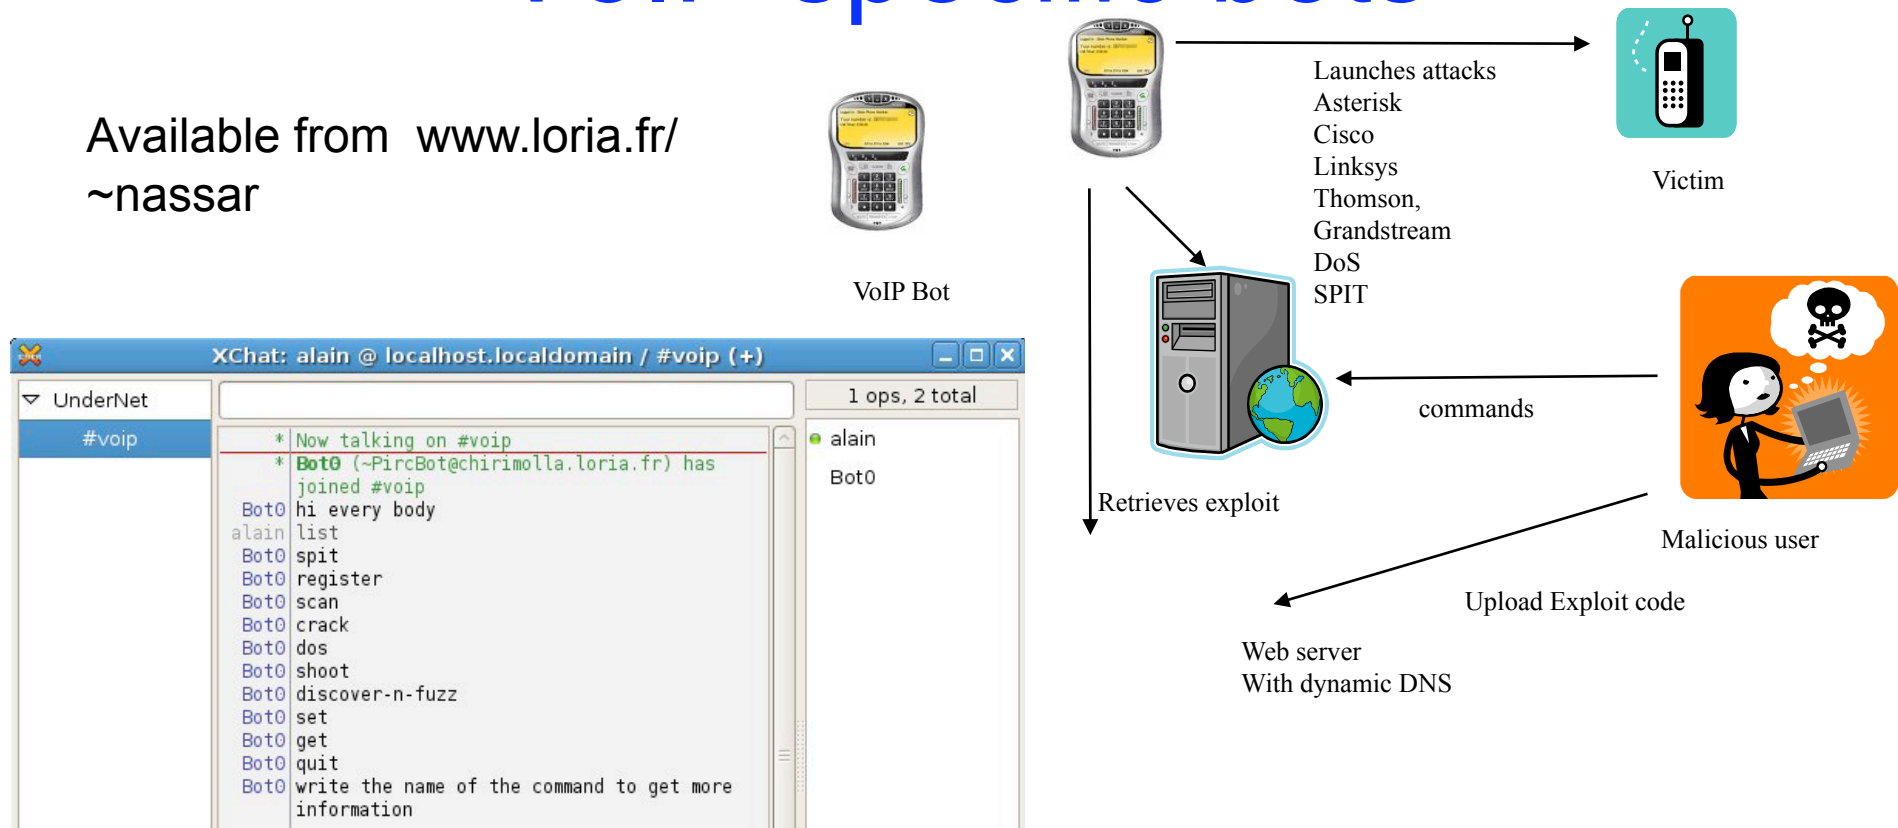 specific bots
Available from www.loria.fr/
~nassar
VoIP Bot
Launches attacks
Asterisk
Cisco
Linksys
Thomson,
Grandstream
DoS
SPIT
Victim
commands
Retrieves exploit
Malicious user
Upload Exploit code
Web server
With dynamic DNS
XChat: alain @ localhost.localdomain / #voip (+)
UnderNet
#voip
1 ops, 2 total
alain
Bot0
* Now talking on #voip
* Bot0 (~PircBot@chirimolla.loria.fr) has
joined #voip
Bot0 hi every body
alain list
Bot0 spit
Bot0 register
Bot0 scan
Bot0 crack
Bot0 dos
Bot0 shoot
Bot0 discover-n-fuzz
Bot0 set
Bot0 get
Bot0 quit
Bot0 write the name of the command to get more
information